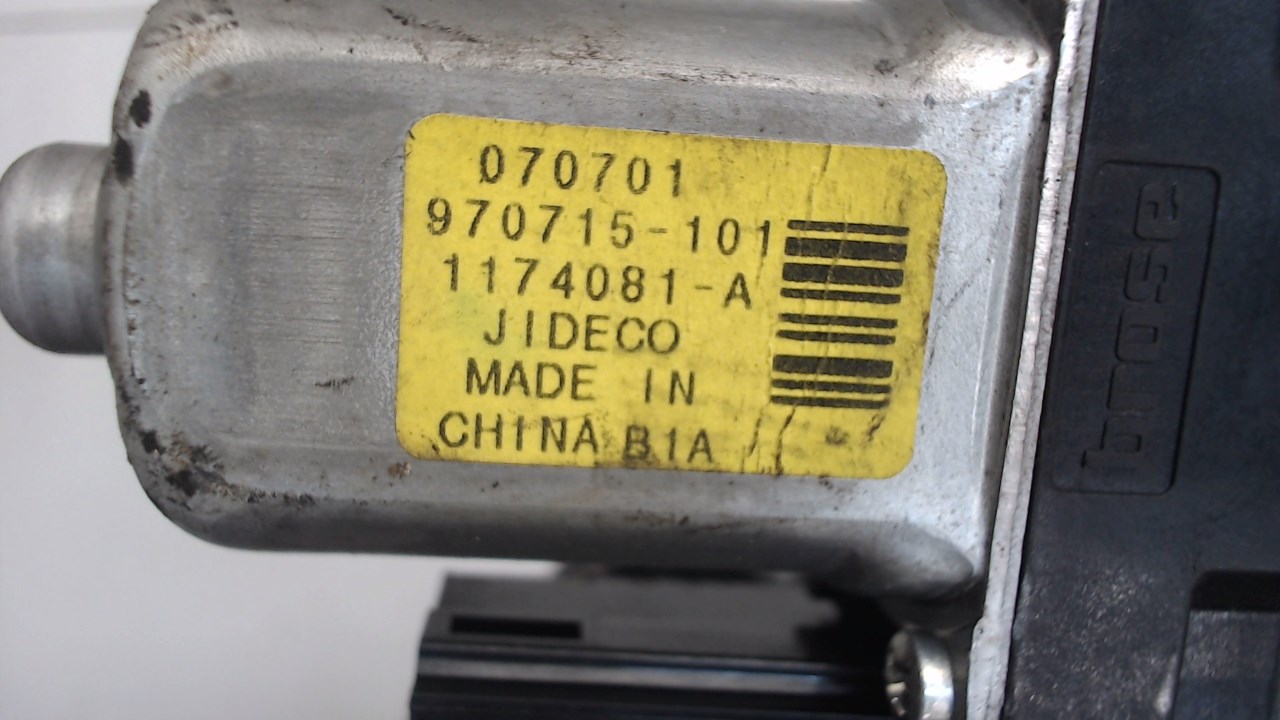 070701
970715-101
1174081-A
JIDECO
MADE IN
CHINA B1A
brose